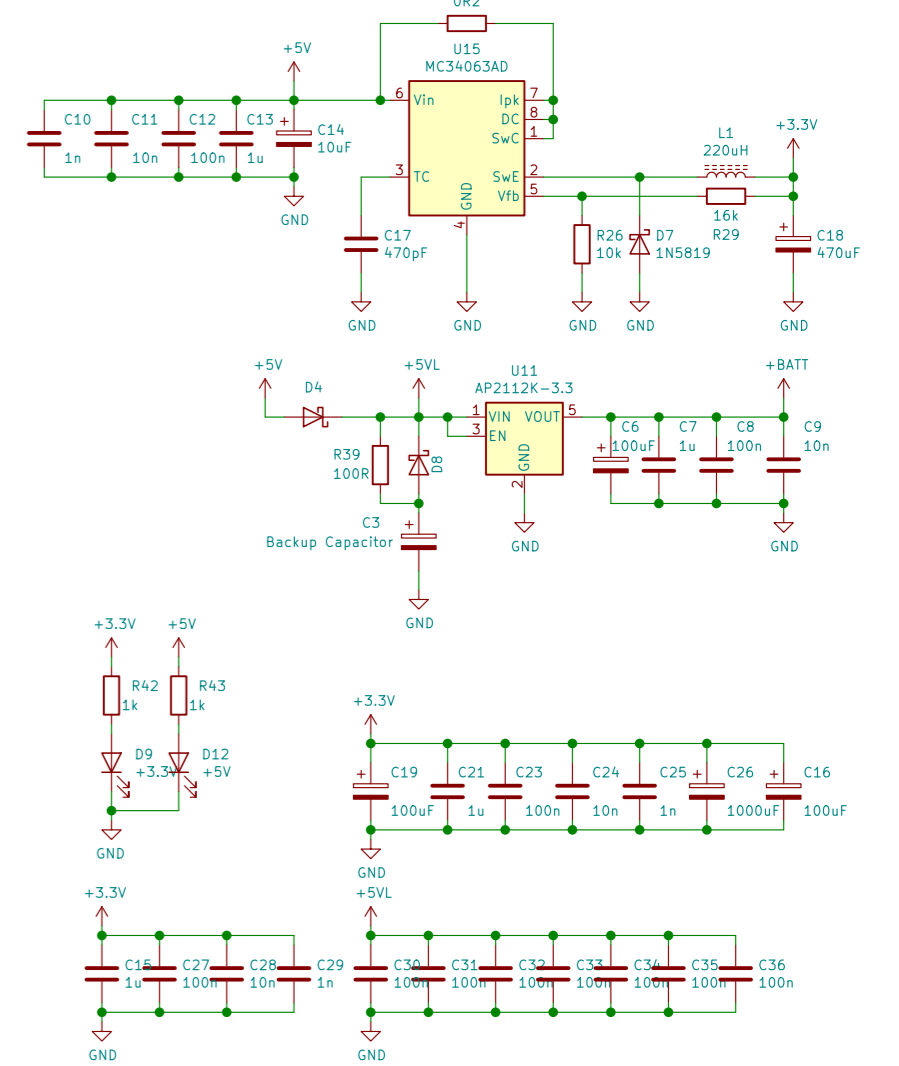 0R2
U15
MC34063AD
+5V
6 Vin
Ipk 7
DC 8
SwC 1
3 TC
SwE 2
Vfb 5
GND
4
C10
1n
C11
10n
C12
100n
C13
1u
+
C14
10uF
GND
L1
220uH
+3.3V
16k
R29
C17
470pF
R26
10k
D7
1N5819
+
C18
470uF
GND
GND
GND
GND
GND
+5V
D4
+5VL
U11
AP2112K-3.3
1 VIN
VOUT 5
3 EN
GND
2
+BATT
R39
100R
D8
+
C6
100uF
C7
1u
C8
100n
C9
10n
C3
+
Backup Capacitor
GND
GND
GND
+3.3V
+5V
R42
1k
R43
1k
D9
+3.3V
D12
+5V
GND
+3.3V
+
C19
100uF
C21
1u
C23
100n
C24
10n
C25
1n
+
C26
1000uF
+
C16
100uF
GND
+3.3V
C15
1u
C27
100n
C28
10n
C29
1n
GND
+5VL
C30
100n
C31
100n
C32
100n
C33
100n
C34
100n
C35
100n
C36
100n
GND